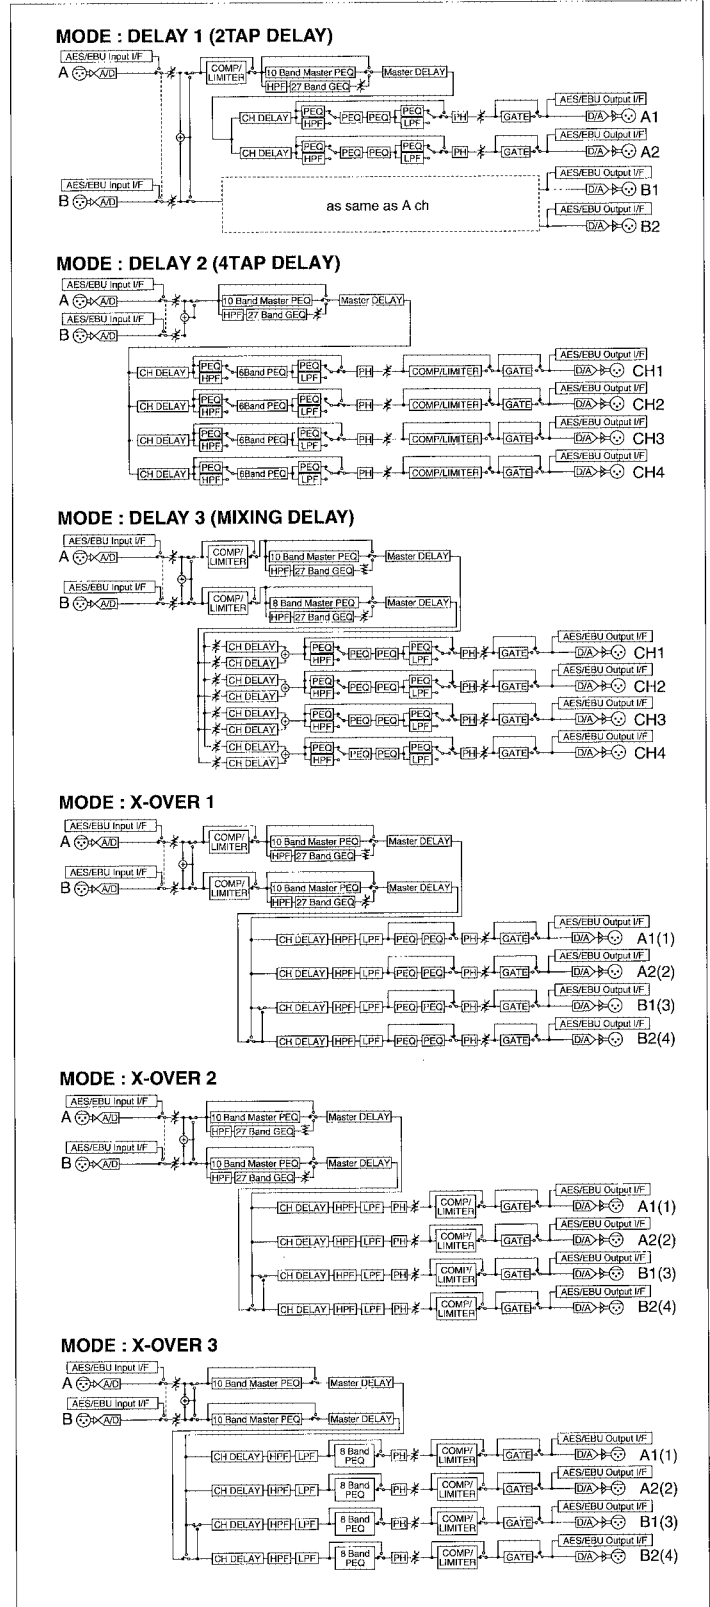 MODE : DELAY 1 (2TAP DELAY)
AES/EBU Input I/F
A A/D
COMP/
LIMITER
10 Band Master PEQ Master DELAY
HPF 27 Band GEQ
CH DELAY PEQ HPF PEQ PEQ PEQ LPF PH GATE AES/EBU Output I/F D/A A1
CH DELAY PEQ HPF PEQ PEQ PEQ LPF PH GATE AES/EBU Output I/F D/A A2
AES/EBU Input I/F
B A/D
as same as A ch
AES/EBU Output I/F
D/A B1
AES/EBU Output I/F
D/A B2
MODE : DELAY 2 (4TAP DELAY)
AES/EBU Input I/F
A A/D
10 Band Master PEQ Master DELAY
HPF 27 Band GEQ
AES/EBU Input I/F
B A/D
CH DELAY PEQ HPF 6Band PEQ PEQ LPF PH COMP/LIMITER GATE AES/EBU Output I/F D/A CH1
CH DELAY PEQ HPF 6Band PEQ PEQ LPF PH COMP/LIMITER GATE AES/EBU Output I/F D/A CH2
CH DELAY PEQ HPF 6Band PEQ PEQ LPF PH COMP/LIMITER GATE AES/EBU Output I/F D/A CH3
CH DELAY PEQ HPF 6Band PEQ PEQ LPF PH COMP/LIMITER GATE AES/EBU Output I/F D/A CH4
MODE : DELAY 3 (MIXING DELAY)
AES/EBU Input I/F
A A/D
COMP/
LIMITER
10 Band Master PEQ Master DELAY
HPF 27 Band GEQ
AES/EBU Input I/F
B A/D
COMP/
LIMITER
8 Band Master PEQ Master DELAY
HPF 27 Band GEQ
CH DELAY CH DELAY PEQ HPF PEQ PEQ PEQ LPF PH GATE AES/EBU Output I/F D/A CH1
CH DELAY CH DELAY PEQ HPF PEQ PEQ PEQ LPF PH GATE AES/EBU Output I/F D/A CH2
CH DELAY CH DELAY PEQ HPF PEQ PEQ PEQ LPF PH GATE AES/EBU Output I/F D/A CH3
CH DELAY CH DELAY PEQ HPF PEQ PEQ PEQ LPF PH GATE AES/EBU Output I/F D/A CH4
MODE : X-OVER 1
AES/EBU Input I/F
A A/D
COMP/
LIMITER
10 Band Master PEQ Master DELAY
HPF 27 Band GEQ
AES/EBU Input I/F
B A/D
COMP/
LIMITER
10 Band Master PEQ Master DELAY
HPF 27 Band GEQ
CH DELAY HPF LPF PEQ PEQ PH GATE AES/EBU Output I/F D/A A1(1)
CH DELAY HPF LPF PEQ PEQ PH GATE AES/EBU Output I/F D/A A2(2)
CH DELAY HPF LPF PEQ PEQ PH GATE AES/EBU Output I/F D/A B1(3)
CH DELAY HPF LPF PEQ PEQ PH GATE AES/EBU Output I/F D/A B2(4)
MODE : X-OVER 2
AES/EBU Input I/F
A A/D
10 Band Master PEQ Master DELAY
HPF 27 Band GEQ
AES/EBU Input I/F
B A/D
10 Band Master PEQ Master DELAY
HPF 27 Band GEQ
CH DELAY HPF LPF PH COMP/ LIMITER GATE AES/EBU Output I/F D/A A1(1)
CH DELAY HPF LPF PH COMP/ LIMITER GATE AES/EBU Output I/F D/A A2(2)
CH DELAY HPF LPF PH COMP/ LIMITER GATE AES/EBU Output I/F D/A B1(3)
CH DELAY HPF LPF PH COMP/ LIMITER GATE AES/EBU Output I/F D/A B2(4)
MODE : X-OVER 3
AES/EBU Input I/F
A A/D
10 Band Master PEQ Master DELAY
AES/EBU Input I/F
B A/D
10 Band Master PEQ Master DELAY
CH DELAY HPF LPF 8 Band PEQ PH COMP/ LIMITER GATE AES/EBU Output I/F D/A A1(1)
CH DELAY HPF LPF 8 Band PEQ PH COMP/ LIMITER GATE AES/EBU Output I/F D/A A2(2)
CH DELAY HPF LPF 8 Band PEQ PH COMP/ LIMITER GATE AES/EBU Output I/F D/A B1(3)
CH DELAY HPF LPF 8 Band PEQ PH COMP/ LIMITER GATE AES/EBU Output I/F D/A B2(4)